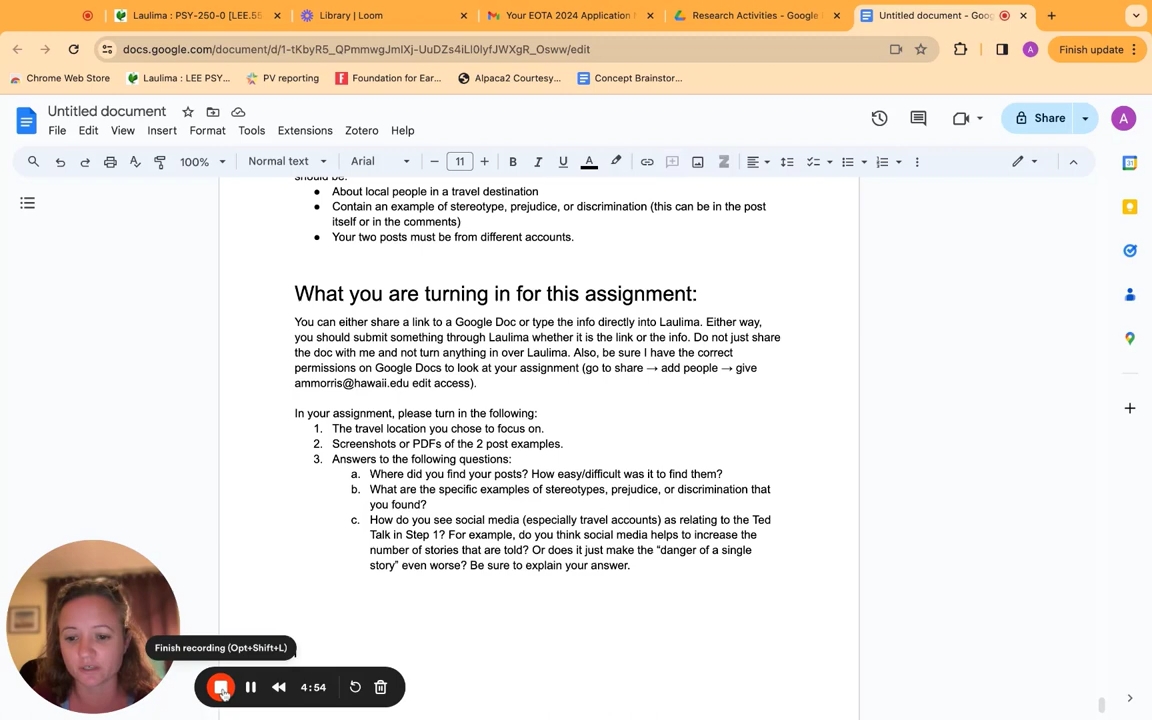 Laulima : PSY-250-0 [LEE.55
Library | Loom
Your EOTA 2024 Application
Research Activities - Google
Untitled document - Goog
docs.google.com/document/d/1-tKbyR5_QPmmwgJmlXj-UuDZs4iLl0lyfJWXgR_Osww/edit
A
Finish update
Chrome Web Store
Laulima : LEE PSY...
PV reporting
Foundation for Ear...
Alpaca2 Courtesy...
Concept Brainstor...
Untitled document
File Edit View Insert Format Tools Extensions Zotero Help
Share
A
100%
Normal text
Arial
11
B I U A
should be:
● About local people in a travel destination
● Contain an example of stereotype, prejudice, or discrimination (this can be in the post
itself or in the comments)
● Your two posts must be from different accounts.
What you are turning in for this assignment:
You can either share a link to a Google Doc or type the info directly into Laulima. Either way,
you should submit something through Laulima whether it is the link or the info. Do not just share
the doc with me and not turn anything in over Laulima. Also, be sure I have the correct
permissions on Google Docs to look at your assignment (go to share → add people → give
ammorris@hawaii.edu edit access).
In your assignment, please turn in the following:
1. The travel location you chose to focus on.
2. Screenshots or PDFs of the 2 post examples.
3. Answers to the following questions:
a. Where did you find your posts? How easy/difficult was it to find them?
b. What are the specific examples of stereotypes, prejudice, or discrimination that
you found?
c. How do you see social media (especially travel accounts) as relating to the Ted
Talk in Step 1? For example, do you think social media helps to increase the
number of stories that are told? Or does it just make the “danger of a single
story” even worse? Be sure to explain your answer.
Finish recording (Opt+Shift+L)
4:54